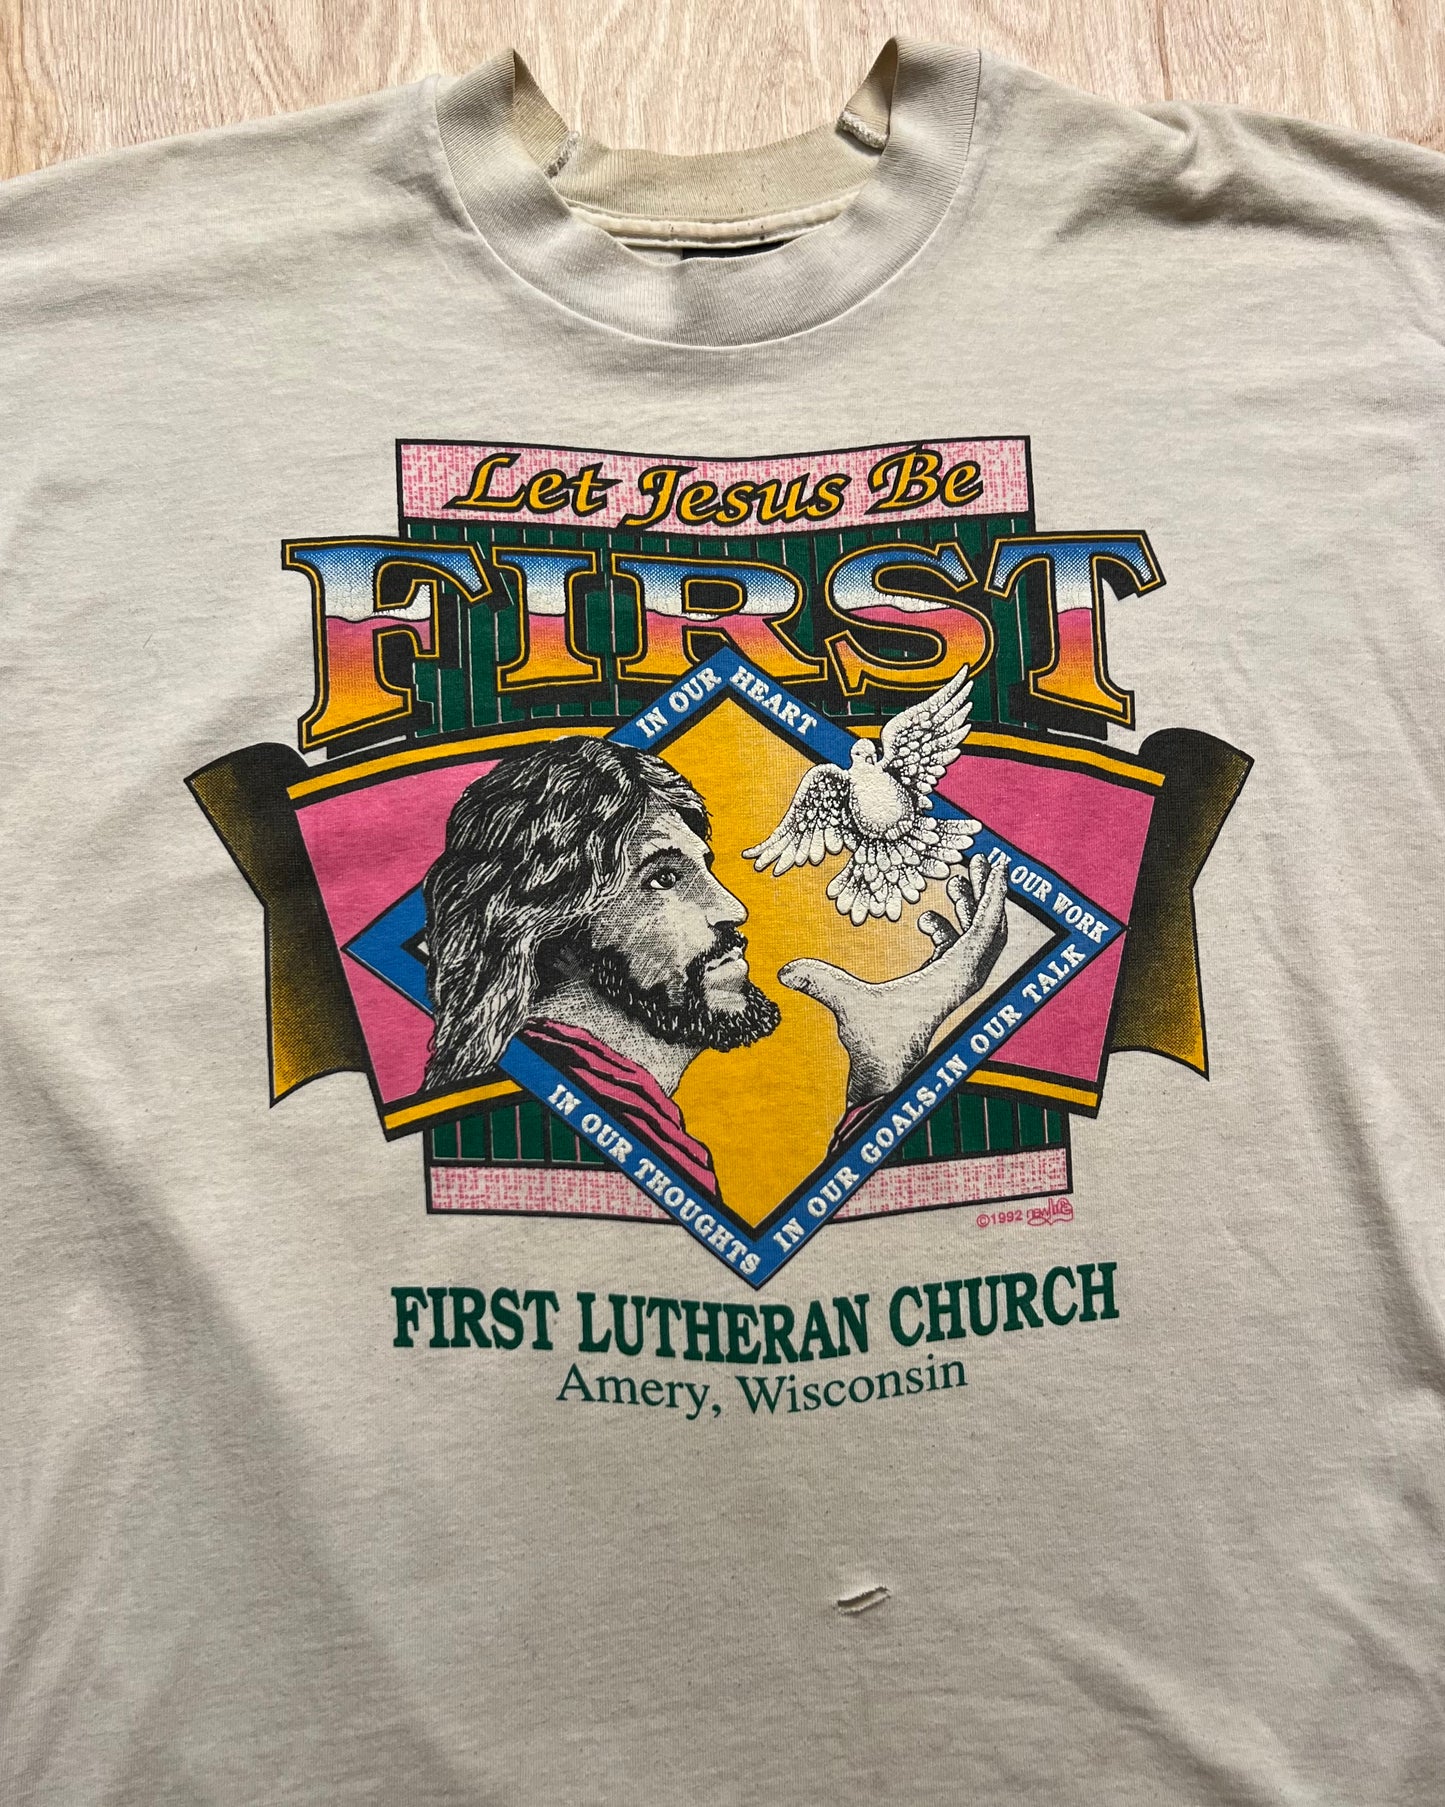 Let Jesus Be
FIRST
IN OUR HEART
IN OUR WORK
IN OUR THOUGHTS
IN OUR GOALS-IN OUR TALK
©1992
FIRST LUTHERAN CHURCH
Amery, Wisconsin